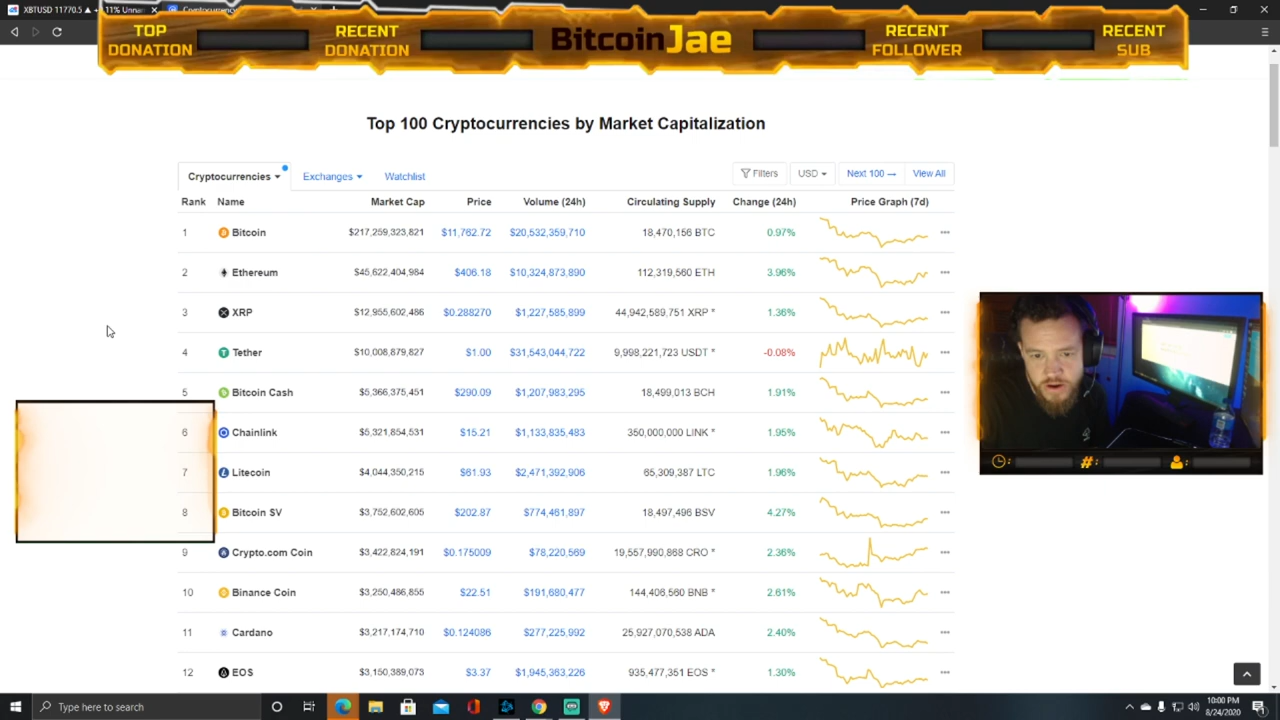 XBTUSD 11770.5 ▲ + 11% Unnam
Cryptocurrency
TOP DONATION
RECENT DONATION
BitcoinJae
RECENT FOLLOWER
RECENT SUB
Top 100 Cryptocurrencies by Market Capitalization
Cryptocurrencies Exchanges Watchlist Filters USD Next 100 → View All
Rank Name Market Cap Price Volume (24h) Circulating Supply Change (24h) Price Graph (7d)
1 Bitcoin $217,259,323,821 $11,762.72 $20,532,359,710 18,470,156 BTC 0.97%
2 Ethereum $45,622,404,984 $406.18 $10,324,873,890 112,319,560 ETH 3.96%
3 XRP $12,955,602,486 $0.288270 $1,227,585,899 44,942,589,751 XRP * 1.36%
4 Tether $10,008,879,827 $1.00 $31,543,044,722 9,998,221,723 USDT * -0.08%
5 Bitcoin Cash $5,366,375,451 $290.09 $1,207,983,295 18,499,013 BCH 1.91%
6 Chainlink $5,321,854,531 $15.21 $1,133,835,483 350,000,000 LINK * 1.95%
7 Litecoin $4,044,350,215 $61.93 $2,471,392,906 65,309,387 LTC 1.96%
8 Bitcoin SV $3,752,602,605 $202.87 $774,461,897 18,497,496 BSV 4.27%
9 Crypto.com Coin $3,422,824,191 $0.175009 $78,220,569 19,557,990,868 CRO * 2.36%
10 Binance Coin $3,250,486,855 $22.51 $191,680,477 144,406,560 BNB * 2.61%
11 Cardano $3,217,174,710 $0.124086 $277,225,992 25,927,070,538 ADA 2.40%
12 EOS $3,150,389,073 $3.37 $1,945,363,226 935,477,351 EOS * 1.30%
#:
Type here to search
10:00 PM
8/24/2020